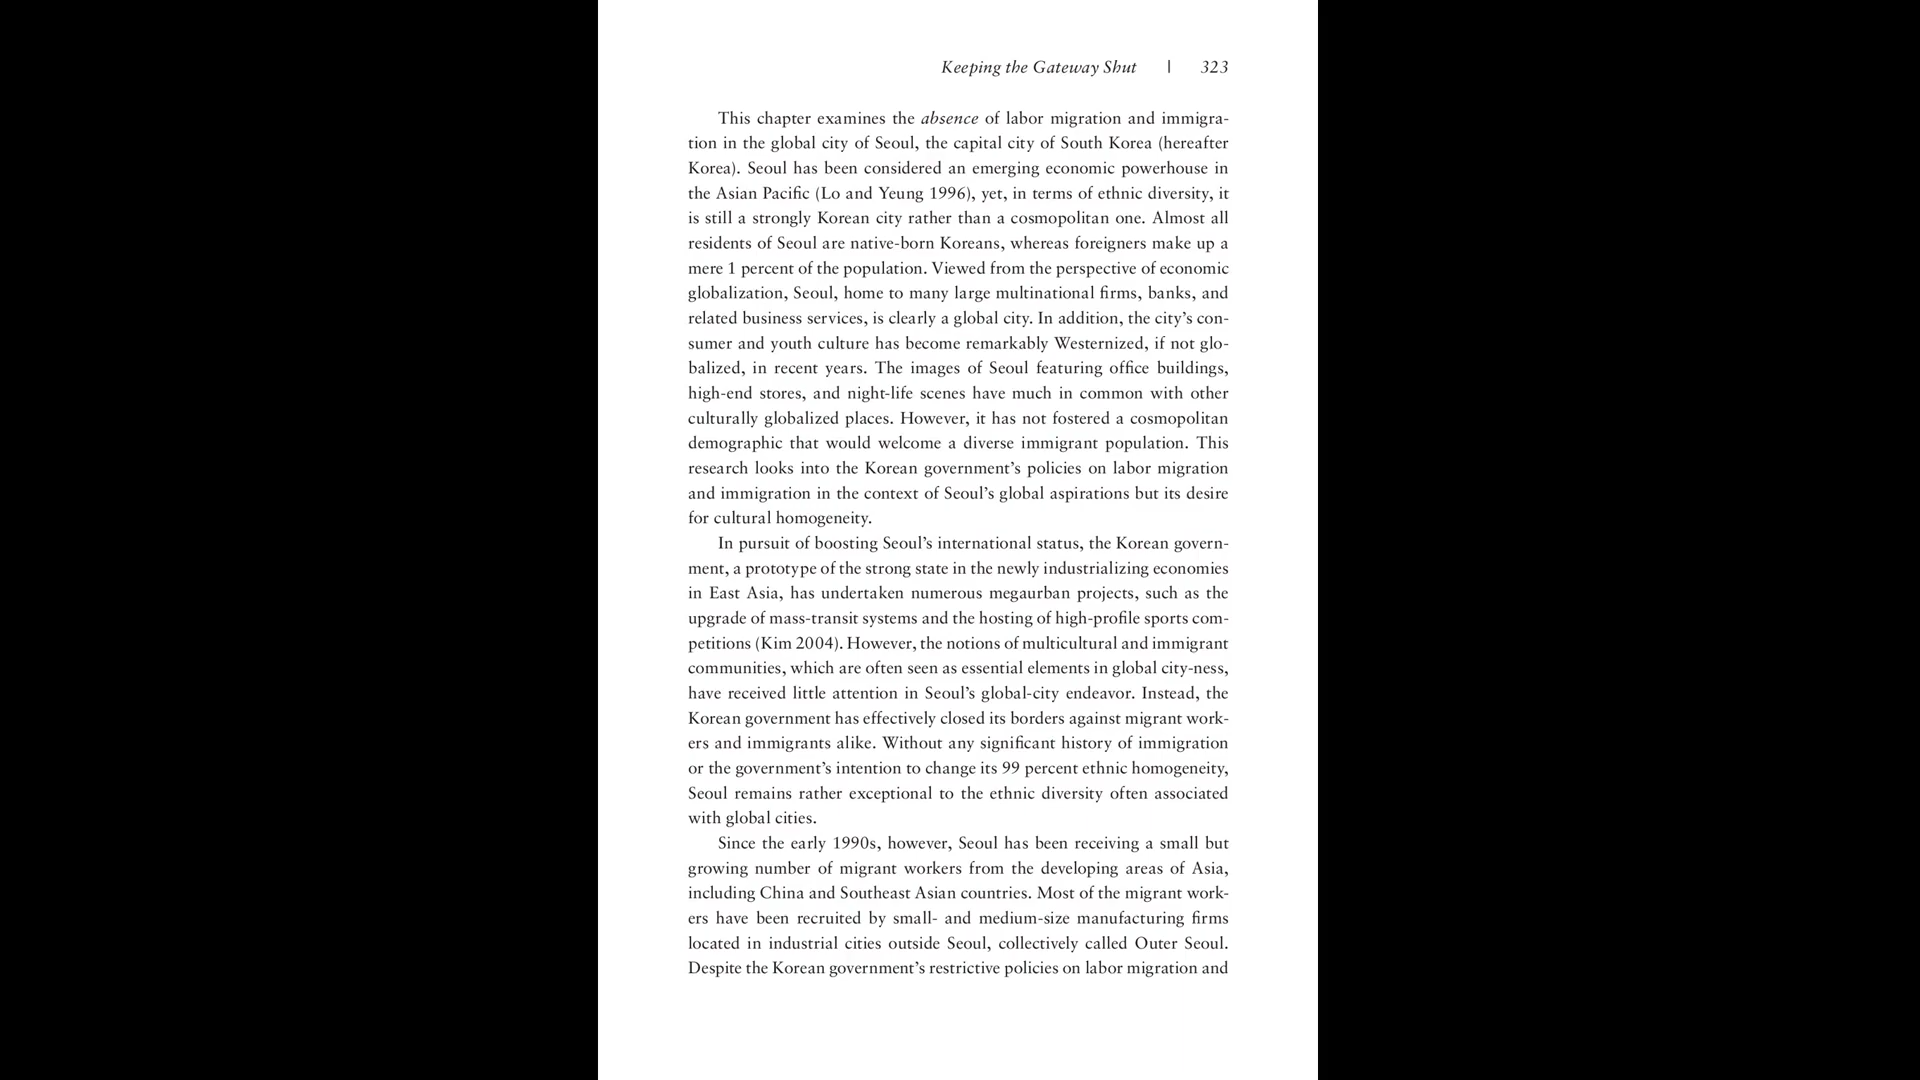 Keeping the Gateway Shut | 323
This chapter examines the absence of labor migration and immigra-
tion in the global city of Seoul, the capital city of South Korea (hereafter
Korea). Seoul has been considered an emerging economic powerhouse in
the Asian Pacific (Lo and Yeung 1996), yet, in terms of ethnic diversity, it
is still a strongly Korean city rather than a cosmopolitan one. Almost all
residents of Seoul are native-born Koreans, whereas foreigners make up a
mere 1 percent of the population. Viewed from the perspective of economic
globalization, Seoul, home to many large multinational firms, banks, and
related business services, is clearly a global city. In addition, the city’s con-
sumer and youth culture has become remarkably Westernized, if not glo-
balized, in recent years. The images of Seoul featuring office buildings,
high-end stores, and night-life scenes have much in common with other
culturally globalized places. However, it has not fostered a cosmopolitan
demographic that would welcome a diverse immigrant population. This
research looks into the Korean government’s policies on labor migration
and immigration in the context of Seoul’s global aspirations but its desire
for cultural homogeneity.
In pursuit of boosting Seoul’s international status, the Korean govern-
ment, a prototype of the strong state in the newly industrializing economies
in East Asia, has undertaken numerous megaurban projects, such as the
upgrade of mass-transit systems and the hosting of high-profile sports com-
petitions (Kim 2004). However, the notions of multicultural and immigrant
communities, which are often seen as essential elements in global city-ness,
have received little attention in Seoul’s global-city endeavor. Instead, the
Korean government has effectively closed its borders against migrant work-
ers and immigrants alike. Without any significant history of immigration
or the government’s intention to change its 99 percent ethnic homogeneity,
Seoul remains rather exceptional to the ethnic diversity often associated
with global cities.
Since the early 1990s, however, Seoul has been receiving a small but
growing number of migrant workers from the developing areas of Asia,
including China and Southeast Asian countries. Most of the migrant work-
ers have been recruited by small- and medium-size manufacturing firms
located in industrial cities outside Seoul, collectively called Outer Seoul.
Despite the Korean government’s restrictive policies on labor migration and